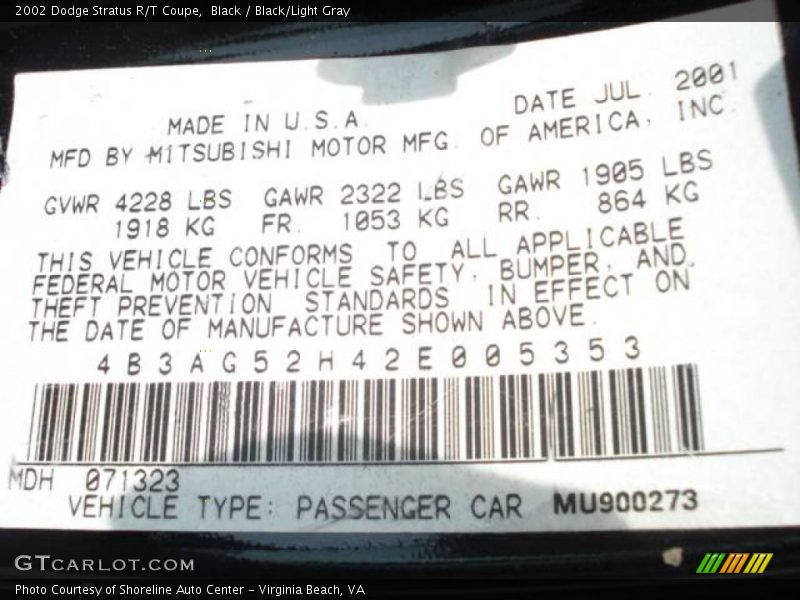 2002 Dodge Stratus R/T Coupe,  Black / Black/Light Gray
DATE JUL. 2001
MADE IN U.S.A.
MFD BY MITSUBISHI MOTOR MFG. OF AMERICA, INC.
GVWR 4228 LBS GAWR 2322 LBS GAWR 1905 LBS
1918 KG FR. 1053 KG RR. 864 KG
THIS VEHICLE CONFORMS TO ALL APPLICABLE
FEDERAL MOTOR VEHICLE SAFETY, BUMPER, AND
THEFT PREVENTION STANDARDS IN EFFECT ON
THE DATE OF MANUFACTURE SHOWN ABOVE.
4B3AG52H42E005353
MDH 071323
VEHICLE TYPE: PASSENGER CAR MU900273
GTCARLOT.COM
Photo Courtesy of Shoreline Auto Center - Virginia Beach, VA